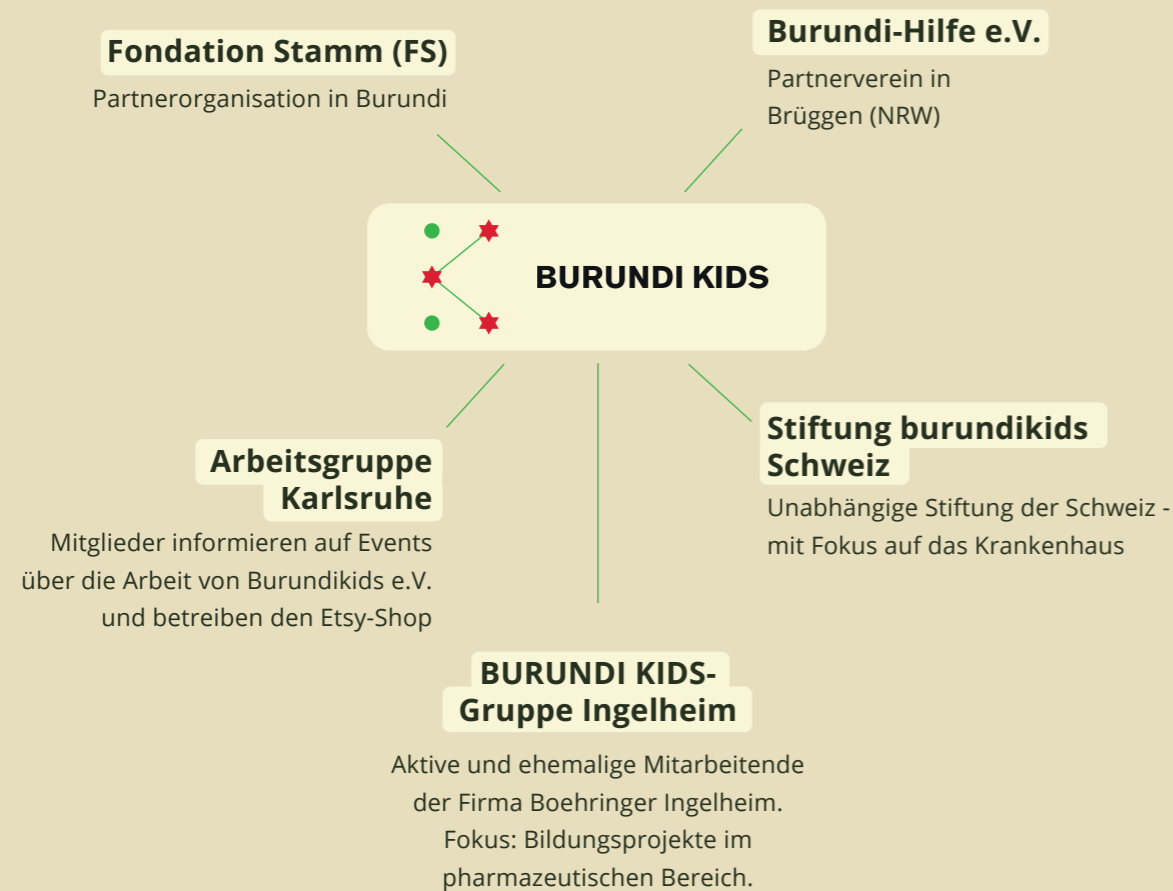 Fondation Stamm (FS)
Partnerorganisation in Burundi
Burundi-Hilfe e.V.
Partnerverein in
Brüggen (NRW)
BURUNDI KIDS
Arbeitsgruppe
Karlsruhe
Mitglieder informieren auf Events
über die Arbeit von Burundikids e.V.
und betreiben den Etsy-Shop
Stiftung burundikids
Schweiz
Unabhängige Stiftung der Schweiz -
mit Fokus auf das Krankenhaus
BURUNDI KIDS-
Gruppe Ingelheim
Aktive und ehemalige Mitarbeitende
der Firma Boehringer Ingelheim.
Fokus: Bildungsprojekte im
pharmazeutischen Bereich.